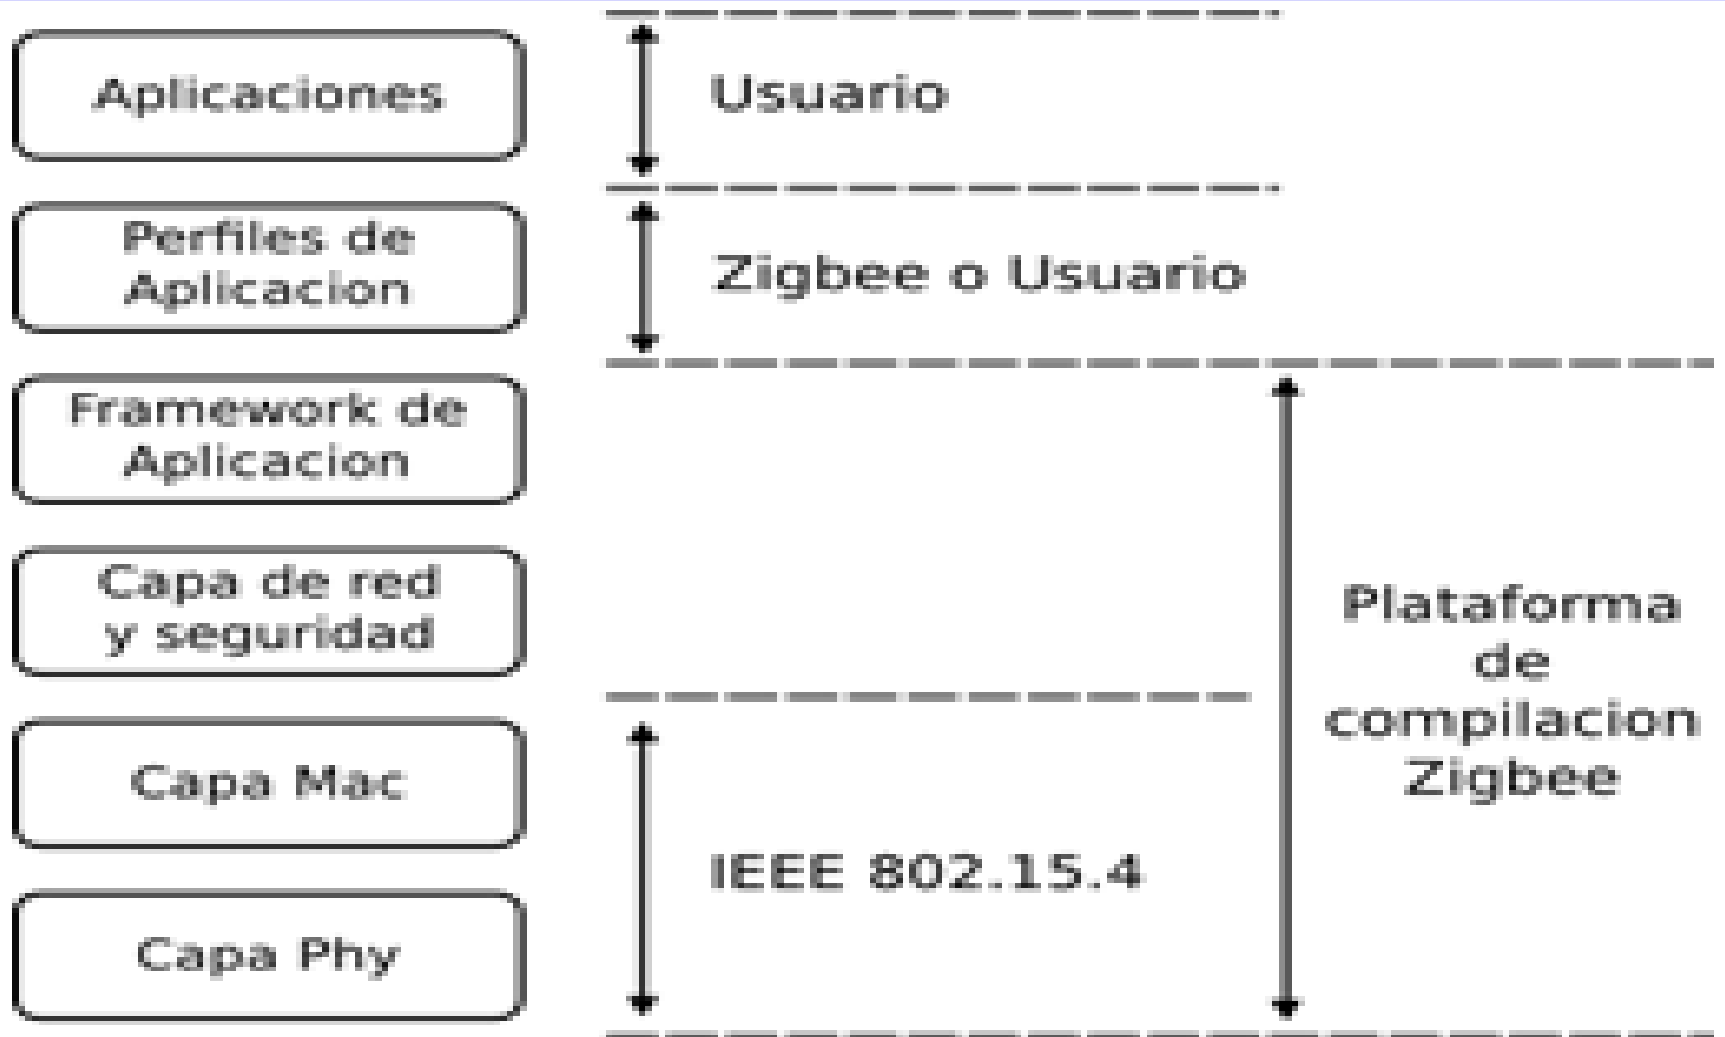 Aplicaciones
Usuario
Perfiles de
Aplicacion
Zigbee o Usuario
Framework de
Aplicacion
Capa de red
y seguridad
Plataforma
de
compilacion
Zigbee
Capa Mac
IEEE 802.15.4
Capa Phy